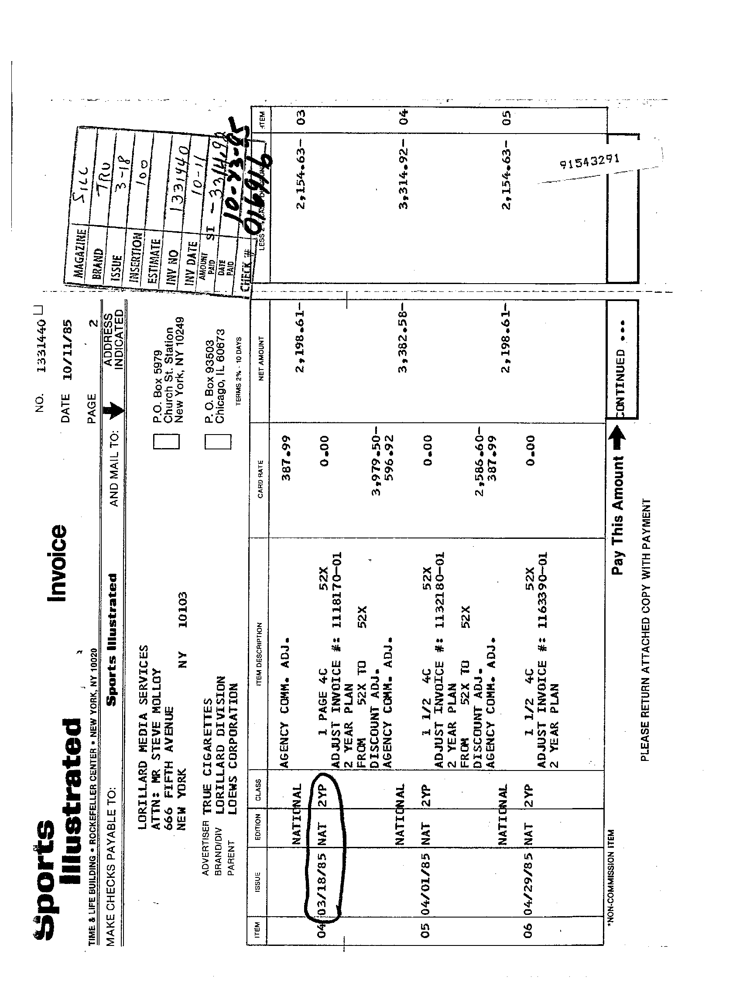 Sports Illustrated
Invoice
NO. 1331440
DATE 10/11/85
PAGE 2
TIME & LIFE BUILDING • ROCKEFELLER CENTER • NEW YORK, NY 10020
MAKE CHECKS PAYABLE TO: Sports Illustrated AND MAIL TO: ADDRESS INDICATED
LORILLARD MEDIA SERVICES
ATTN: MR STEVE MOLLOY
666 FIFTH AVENUE
NEW YORK NY 10103
P.O. Box 5979
Church St. Station
New York, NY 10249
P. O. Box 93503
Chicago, IL 60673
TERMS 2% - 10 DAYS
ADVERTISER TRUE CIGARETTES
BRAND/DIV LORILLARD DIVISION
PARENT LOEWS CORPORATION
MAGAZINE SILL
BRAND TRU
ISSUE 3-18
INSERTION 100
ESTIMATE
INV NO 1331440
INV DATE 10-11
AMOUNT PAID SI - 3314.92
DATE PAID 10-23-85
CHECK # 016916
ITEM ISSUE EDITION CLASS ITEM DESCRIPTION CARD RATE NET AMOUNT LESS ITEM
NATIONAL AGENCY COMM. ADJ. 387.99 2,198.61- 2,154.63- 03
04 03/18/85 NAT 2YP 1 PAGE 4C 52X 0.00
ADJUST INVOICE #: 1118170-01
2 YEAR PLAN
FROM 52X TO 52X
DISCOUNT ADJ. 3,979.50-
NATIONAL AGENCY COMM. ADJ. 596.92 3,382.58- 3,314.92- 04
05 04/01/85 NAT 2YP 1 1/2 4C 52X 0.00
ADJUST INVOICE #: 1132180-01
2 YEAR PLAN
FROM 52X TO 52X
DISCOUNT ADJ. 2,586.60-
NATIONAL AGENCY COMM. ADJ. 387.99 2,198.61- 2,154.63- 05
06 04/29/85 NAT 2YP 1 1/2 4C 52X 0.00
ADJUST INVOICE #: 1163390-01
2 YEAR PLAN
91543291
*NON-COMMISSION ITEM
Pay This Amount CONTINUED ...
PLEASE RETURN ATTACHED COPY WITH PAYMENT